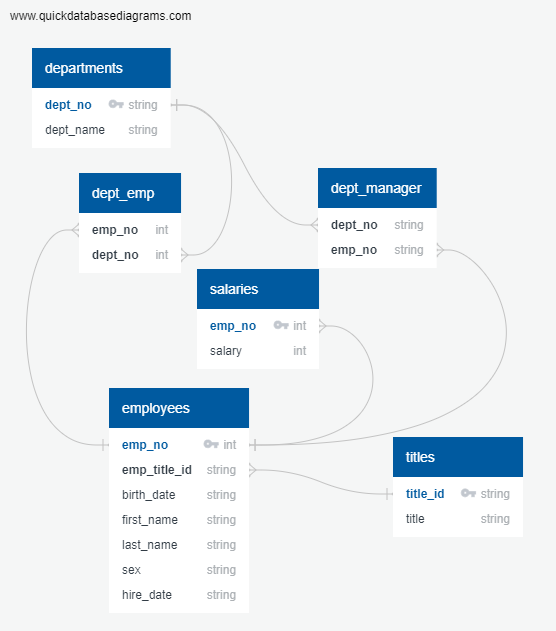 www.quickdatabasediagrams.com
departments
dept_no string
dept_name string
dept_emp
emp_no int
dept_no int
dept_manager
dept_no string
emp_no string
salaries
emp_no int
salary int
employees
emp_no int
emp_title_id string
birth_date string
first_name string
last_name string
sex string
hire_date string
titles
title_id string
title string